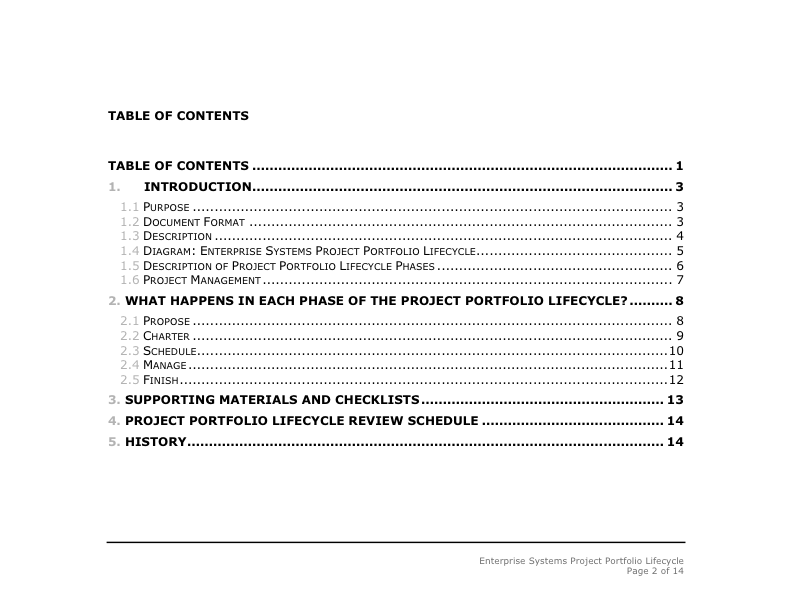 TABLE OF CONTENTS
TABLE OF CONTENTS ................................................................................................ 1
1. INTRODUCTION................................................................................................ 3
1.1 Purpose ................................................................................................ 3
1.2 Document Format ................................................................................................ 3
1.3 Description ................................................................................................ 4
1.4 Diagram: Enterprise Systems Project Portfolio Lifecycle................................................ 5
1.5 Description of Project Portfolio Lifecycle Phases ........................................................ 6
1.6 Project Management................................................................................................ 7
2. WHAT HAPPENS IN EACH PHASE OF THE PROJECT PORTFOLIO LIFECYCLE?.......... 8
2.1 Propose ................................................................................................ 8
2.2 Charter ................................................................................................ 9
2.3 Schedule................................................................................................10
2.4 Manage................................................................................................11
2.5 Finish................................................................................................12
3. SUPPORTING MATERIALS AND CHECKLISTS........................................................ 13
4. PROJECT PORTFOLIO LIFECYCLE REVIEW SCHEDULE .......................................... 14
5. HISTORY................................................................................................ 14
Enterprise Systems Project Portfolio Lifecycle
Page 2 of 14